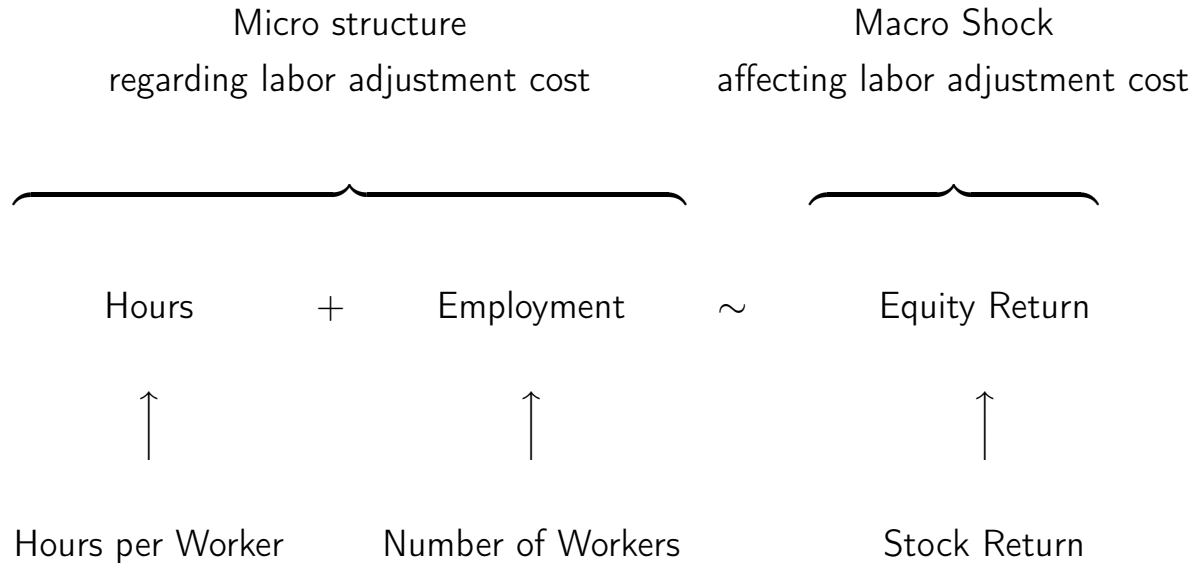 Micro structure
regarding labor adjustment cost
Macro Shock
affecting labor adjustment cost
Hours + Employment ∼ Equity Return
Hours per Worker Number of Workers Stock Return